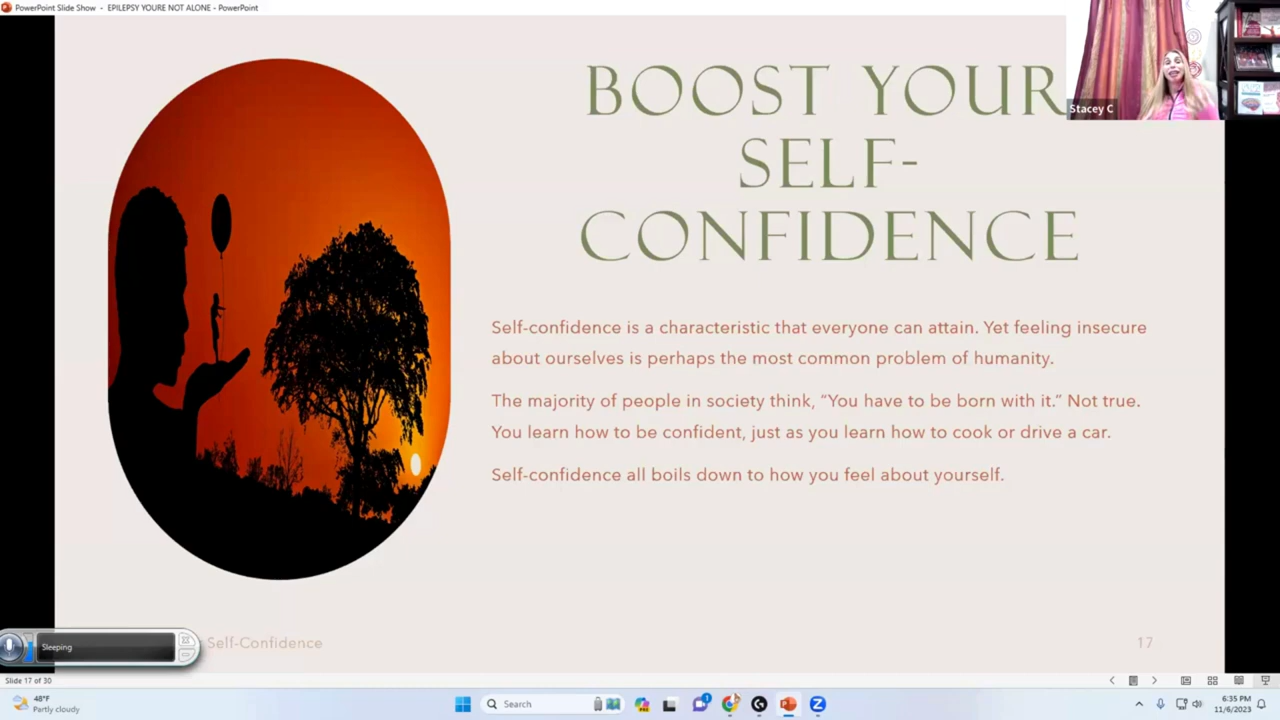 PowerPoint Slide Show - EPILEPSY YOURE NOT ALONE - PowerPoint
BOOST YOUR
SELF-
CONFIDENCE
Stacey C
Self-confidence is a characteristic that everyone can attain. Yet feeling insecure
about ourselves is perhaps the most common problem of humanity.
The majority of people in society think, “You have to be born with it.” Not true.
You learn how to be confident, just as you learn how to cook or drive a car.
Self-confidence all boils down to how you feel about yourself.
Sleeping
Self-Confidence
17
Slide 17 of 30
48°F
Partly cloudy
Search
1
6:35 PM
11/6/2023